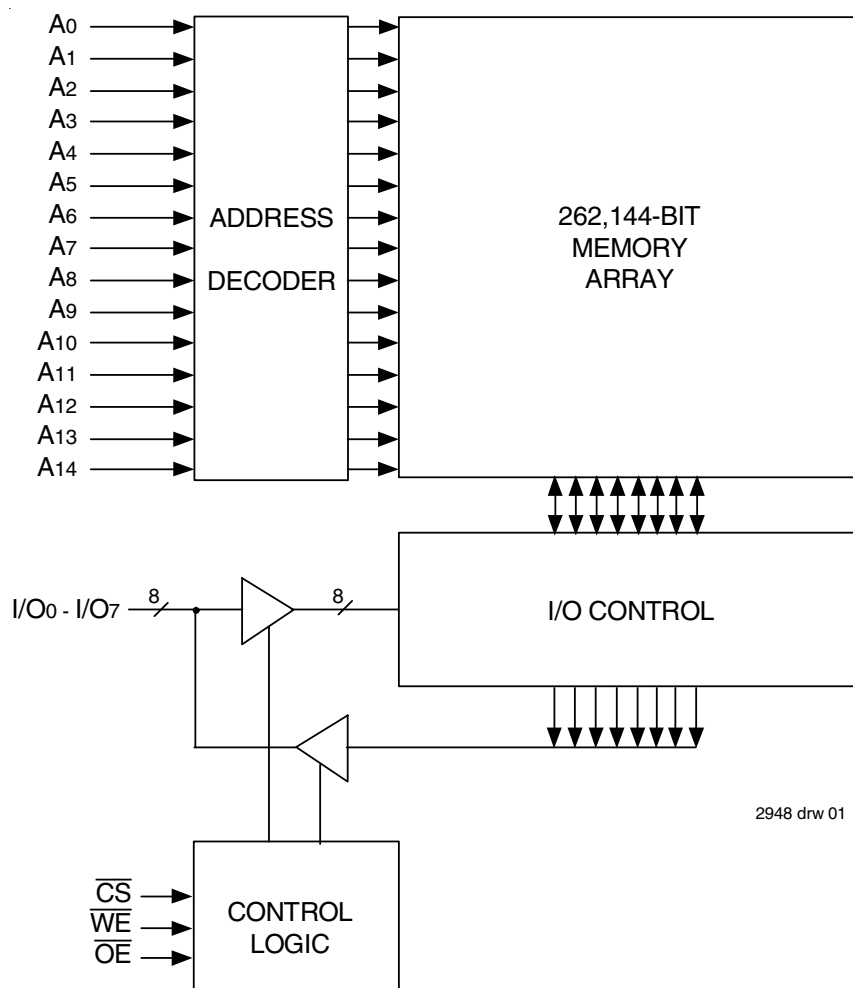 A0
A1
A2
A3
A4
A5
A6
A7
A8
A9
A10
A11
A12
A13
A14
ADDRESS
DECODER
262,144-BIT
MEMORY
ARRAY
I/O0 - I/O7
8
8
I/O CONTROL
2948 drw 01
CS
WE
OE
CONTROL
LOGIC